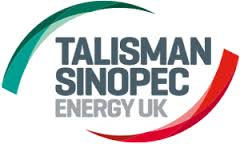 TALISMAN
SINOPEC
ENERGY UK